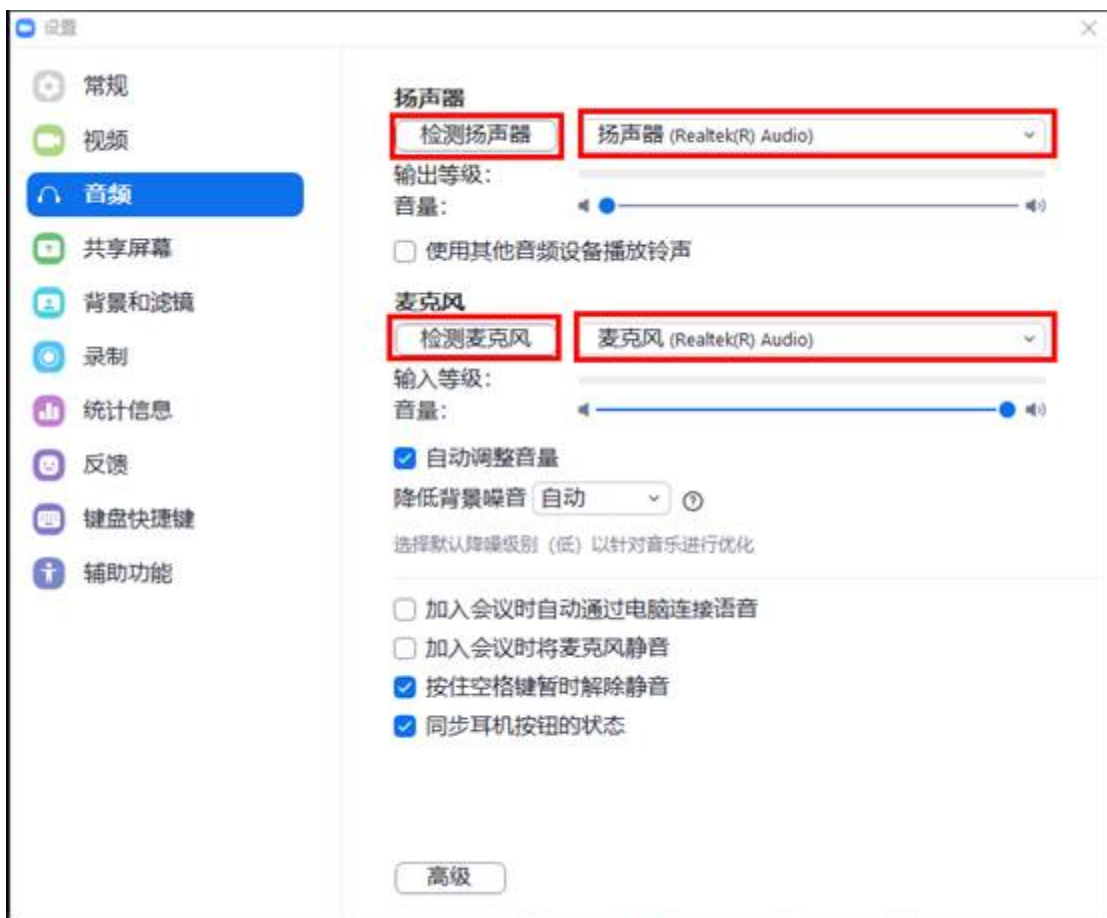 设置
常规
视频
音频
共享屏幕
背景和滤镜
录制
统计信息
反馈
键盘快捷键
辅助功能
扬声器
检测扬声器 扬声器 (Realtek(R) Audio)
输出等级:
音量:
使用其他音频设备播放铃声
麦克风
检测麦克风 麦克风 (Realtek(R) Audio)
输入等级:
音量:
自动调整音量
降低背景噪音 自动
选择默认降噪级别（低）以针对音乐进行优化
加入会议时自动通过电脑连接语音
加入会议时将麦克风静音
按住空格键暂时解除静音
同步耳机按钮的状态
高级